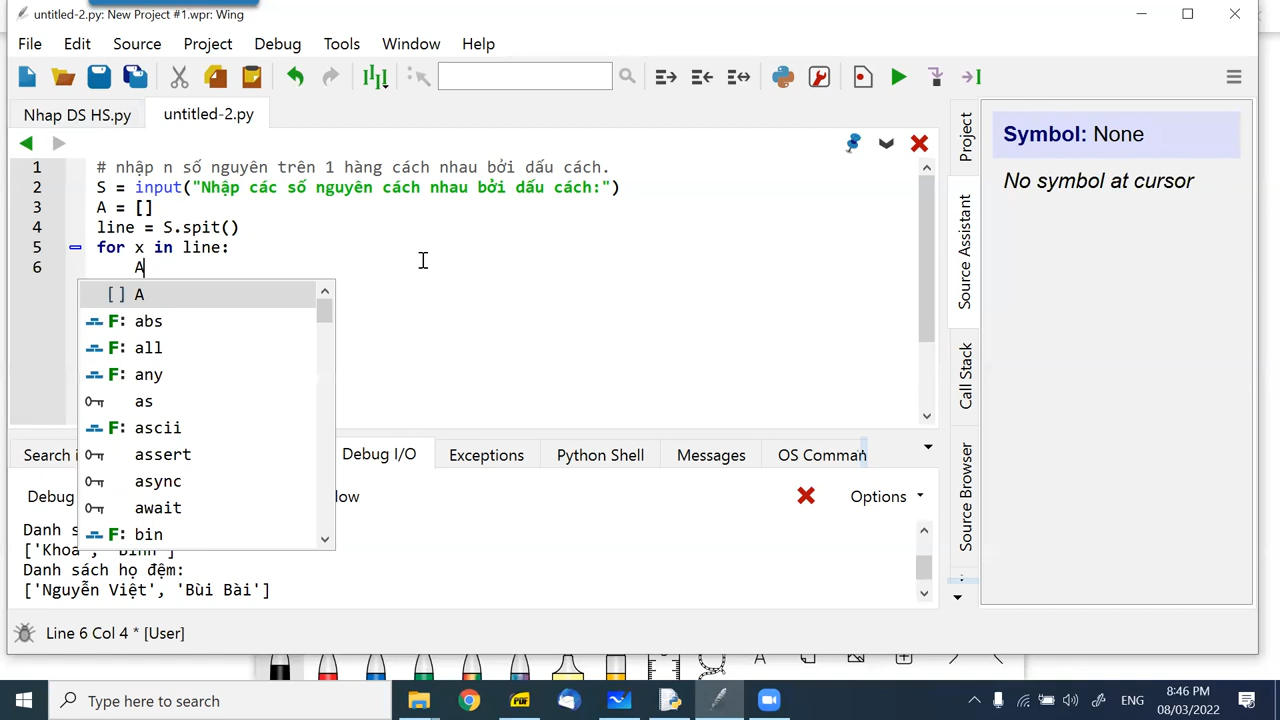 untitled-2.py: New Project #1.wpr: Wing
File Edit Source Project Debug Tools Window Help
Nhap DS HS.py untitled-2.py
1 # nhập n số nguyên trên 1 hàng cách nhau bởi dấu cách.
2 S = input("Nhập các số nguyên cách nhau bởi dấu cách:")
3 A = []
4 line = S.spit()
5 for x in line:
6 A
[] A
F: abs
F: all
F: any
as
F: ascii
assert
async
await
F: bin
Project
Source Assistant
Call Stack
Source Browser
Symbol: None
No symbol at cursor
Search i Debug I/O Exceptions Python Shell Messages OS Comman
Debug low Options
Danh s
['Khoa', 'Bình']
Danh sách họ đệm:
['Nguyễn Việt', 'Bùi Bài']
Line 6 Col 4 * [User]
Type here to search
PDF
ENG
8:46 PM
08/03/2022